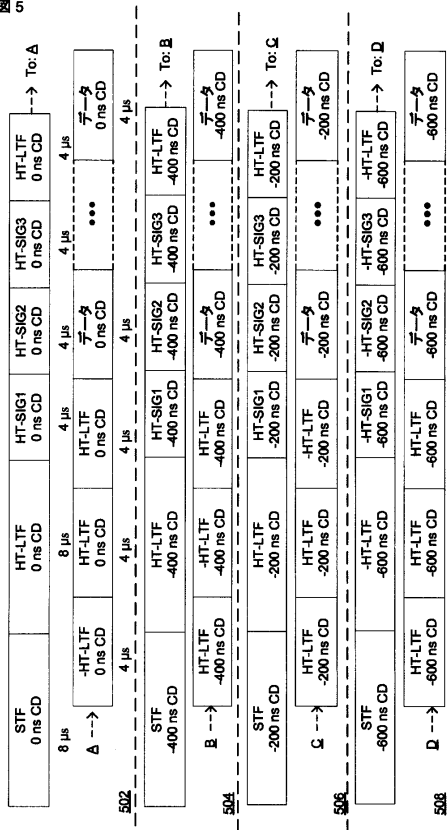 図 5
STF HT-LTF HT-SIG1 HT-SIG2 HT-SIG3 HT-LTF
0 ns CD 0 ns CD 0 ns CD 0 ns CD 0 ns CD 0 ns CD
To: A
8 µs 8 µs 4 µs 4 µs 4 µs 4 µs
A
-HT-LTF HT-LTF HT-LTF データ ••• データ
0 ns CD 0 ns CD 0 ns CD 0 ns CD 0 ns CD
4 µs 4 µs 4 µs 4 µs 4 µs
502
STF HT-LTF HT-SIG1 HT-SIG2 HT-SIG3 HT-LTF
-400 ns CD -400 ns CD -400 ns CD -400 ns CD -400 ns CD -400 ns CD
To: B
B
HT-LTF -HT-LTF HT-LTF データ ••• データ
-400 ns CD -400 ns CD -400 ns CD -400 ns CD -400 ns CD
504
STF HT-LTF HT-SIG1 HT-SIG2 HT-SIG3 HT-LTF
-200 ns CD -200 ns CD -200 ns CD -200 ns CD -200 ns CD -200 ns CD
To: C
C
HT-LTF HT-LTF -HT-LTF データ ••• データ
-200 ns CD -200 ns CD -200 ns CD -200 ns CD -200 ns CD
506
STF -HT-LTF -HT-SIG1 -HT-SIG2 -HT-SIG3 -HT-LTF
-600 ns CD -600 ns CD -600 ns CD -600 ns CD -600 ns CD -600 ns CD
To: D
D
HT-LTF HT-LTF HT-LTF データ ••• データ
-600 ns CD -600 ns CD -600 ns CD -600 ns CD -600 ns CD
508